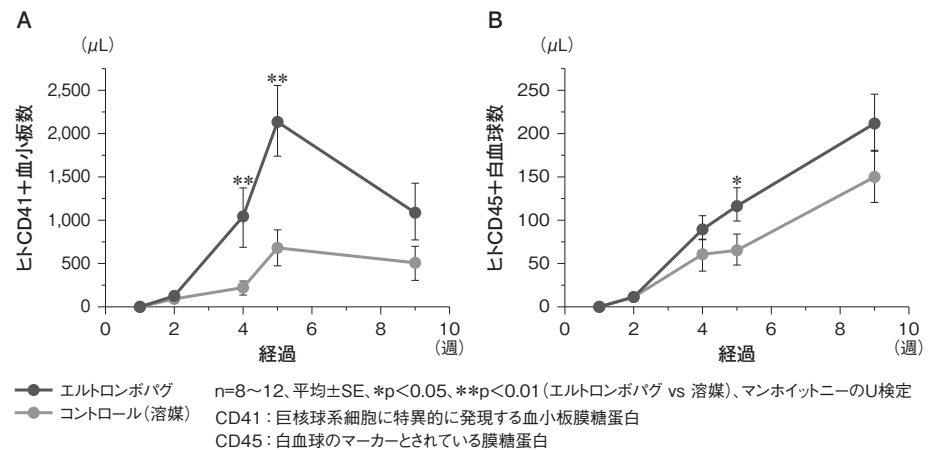 A
（μL）
ヒトCD41＋血小板数
2,500
2,000
1,500
1,000
500
0
**
**
0 2 4 6 8 10
（週）
経過
B
（μL）
ヒトCD45＋白血球数
250
200
150
100
50
0
*
0 2 4 6 8 10
（週）
経過
エルトロンボパグ
コントロール（溶媒）
n=8～12、平均±SE、*p＜0.05、**p＜0.01（エルトロンボパグ vs 溶媒）、マンホイットニーのU検定
CD41：巨核球系細胞に特異的に発現する血小板膜糖蛋白
CD45：白血球のマーカーとされている膜糖蛋白